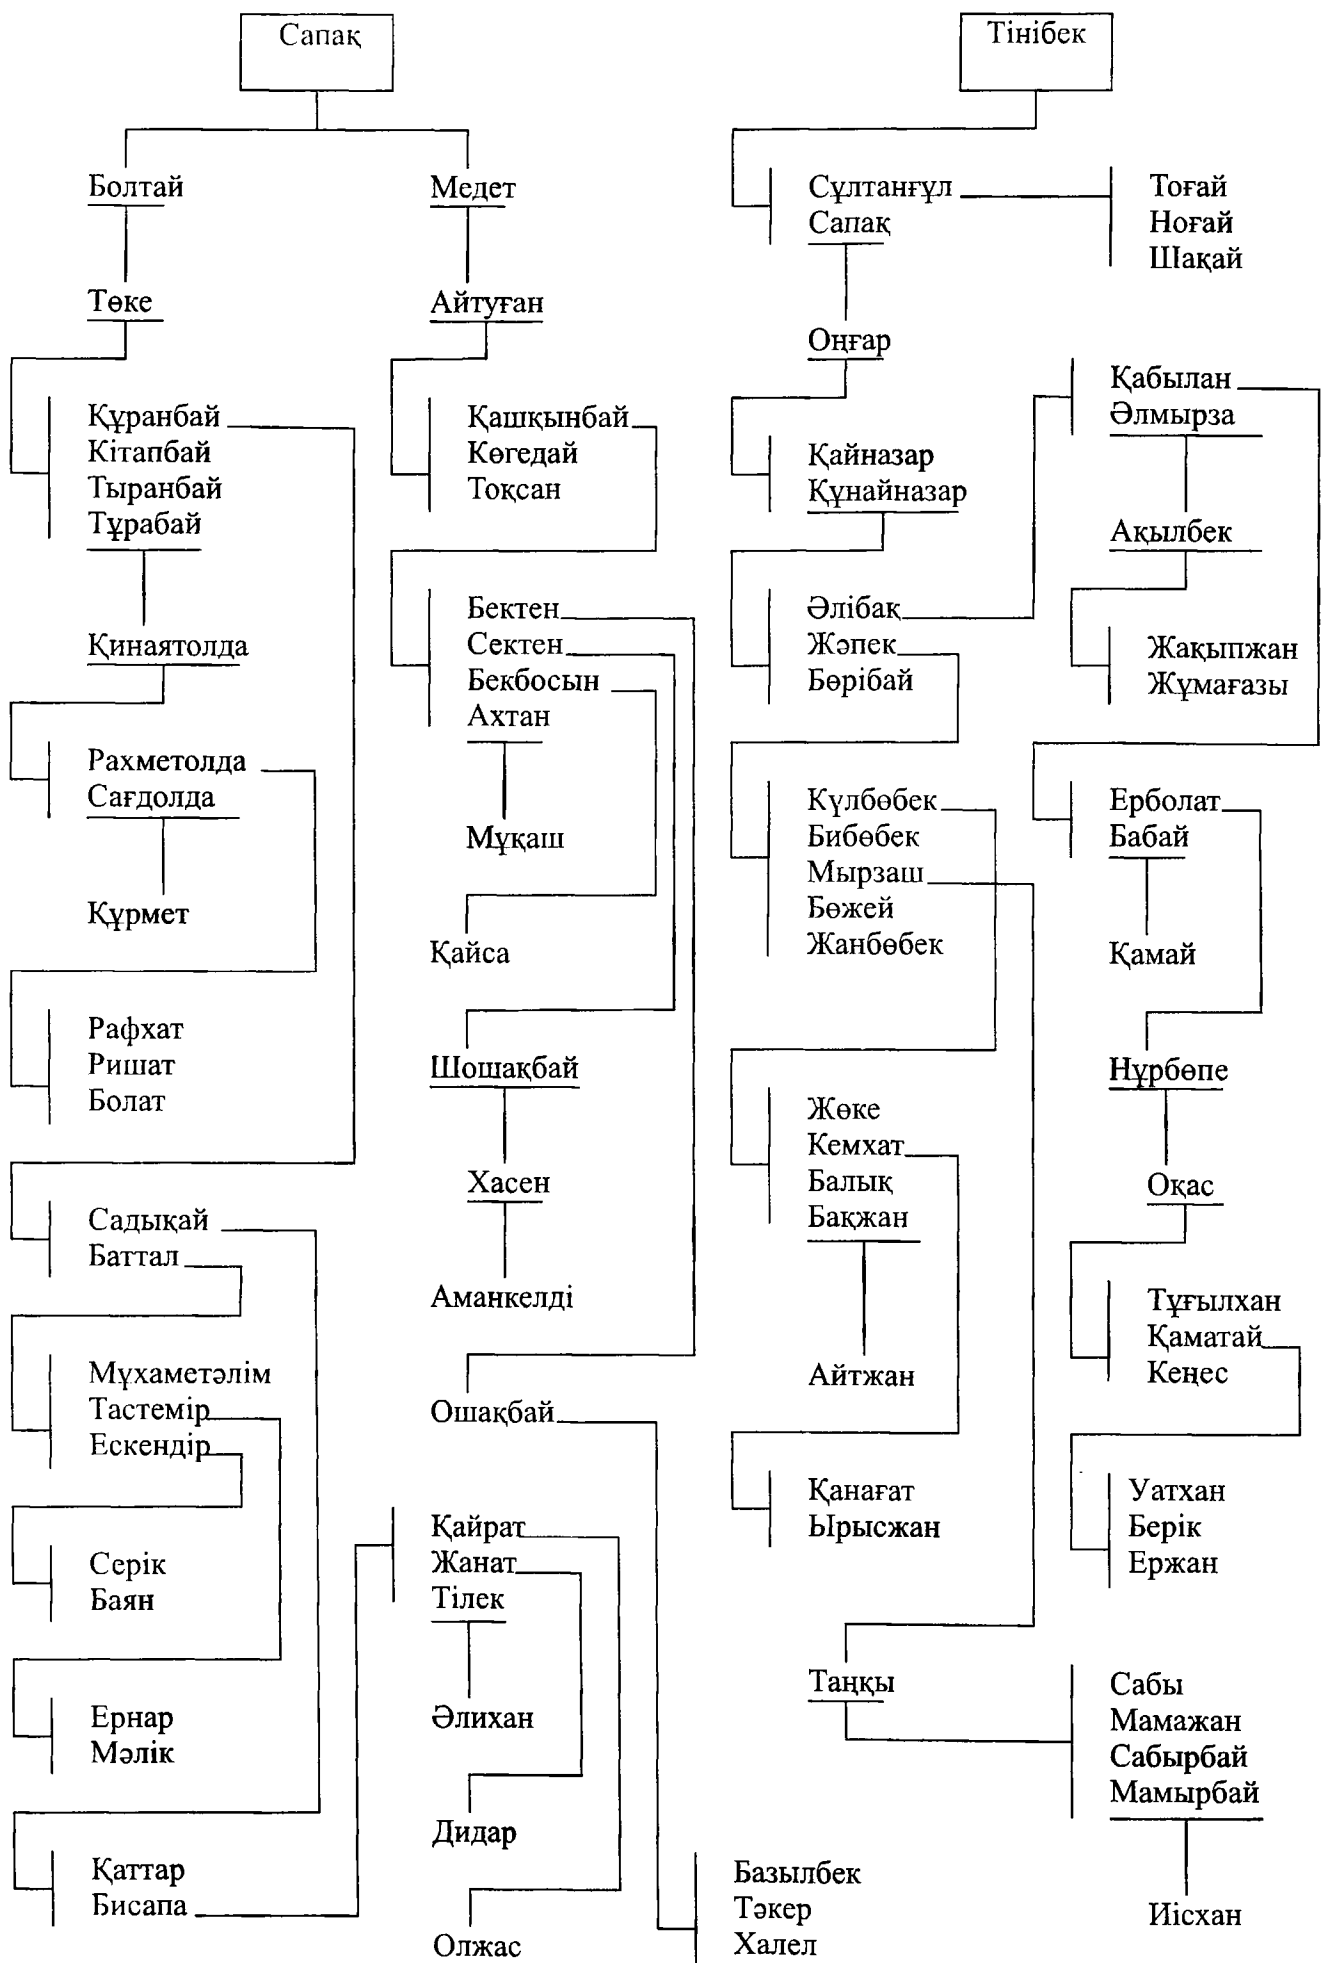 Сапақ
Болтай
Медет
Төке
Айтуған
Құранбай
Кітапбай
Тыранбай
Тұрабай
Қашқынбай
Көгедай
Тоқсан
Қинаятолда
Бектен
Сектен
Бекбосын
Ахтан
Рахметолда
Сағдолда
Мұқаш
Құрмет
Қайса
Рафхат
Ришат
Болат
Шошақбай
Хасен
Садықай
Баттал
Аманкелді
Мұхаметәлім
Тастемір
Ескендір
Ошақбай
Серік
Баян
Қайрат
Жанат
Тілек
Ернар
Мәлік
Әлихан
Дидар
Қаттар
Бисапа
Олжас
Базылбек
Тәкер
Халел
Тінібек
Сұлтанғұл
Сапақ
Тоғай
Ноғай
Шақай
Оңғар
Қабылан
Әлмырза
Қайназар
Құнайназар
Ақылбек
Әлібақ
Жәпек
Бөрібай
Жақыпжан
Жұмағазы
Күлбөбек
Бибөбек
Мырзаш
Бөжей
Жанбөбек
Ерболат
Бабай
Қамай
Нұрбөпе
Жөке
Кемхат
Балық
Бақжан
Оқас
Айтжан
Тұғылхан
Қаматай
Кеңес
Қанағат
Ырысжан
Уатхан
Берік
Ержан
Таңқы
Сабы
Мамажан
Сабырбай
Мамырбай
Иісхан